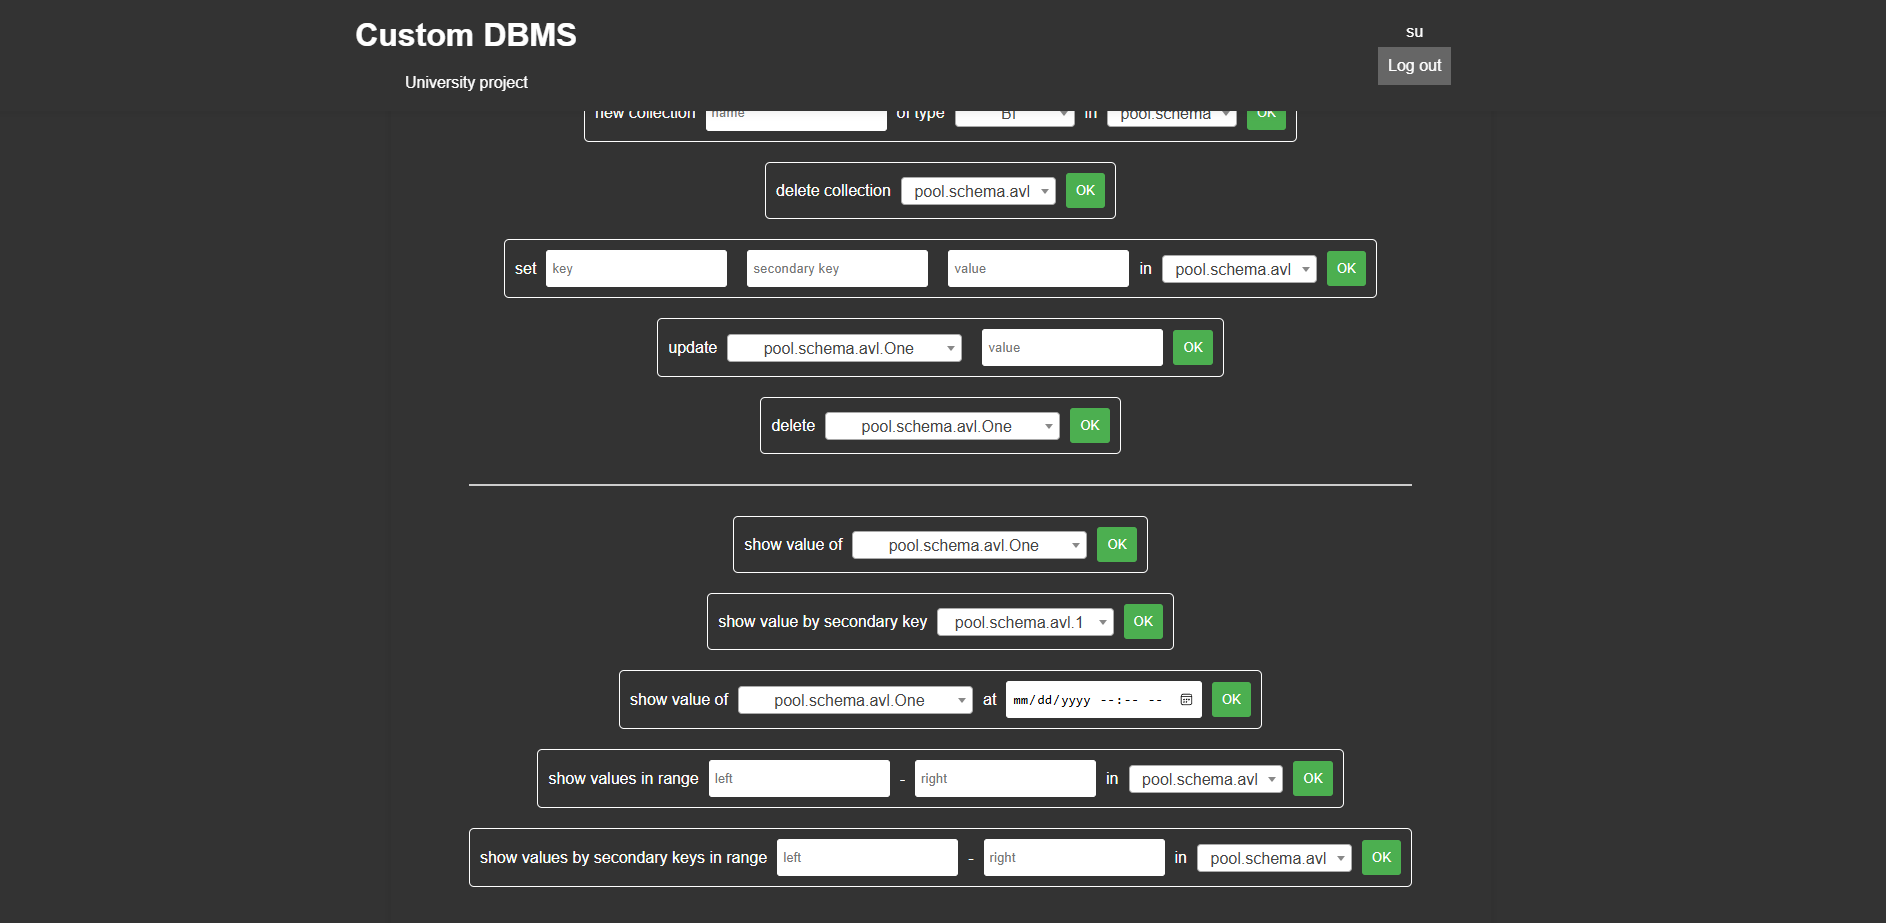 Custom DBMS
su
Log out
University project
new collection name of type BT in pool.schema OK
delete collection pool.schema.avl OK
set key secondary key value in pool.schema.avl OK
update pool.schema.avl.One value OK
delete pool.schema.avl.One OK
show value of pool.schema.avl.One OK
show value by secondary key pool.schema.avl.1 OK
show value of pool.schema.avl.One at mm/dd/yyyy --:-- -- OK
show values in range left - right in pool.schema.avl OK
show values by secondary keys in range left - right in pool.schema.avl OK